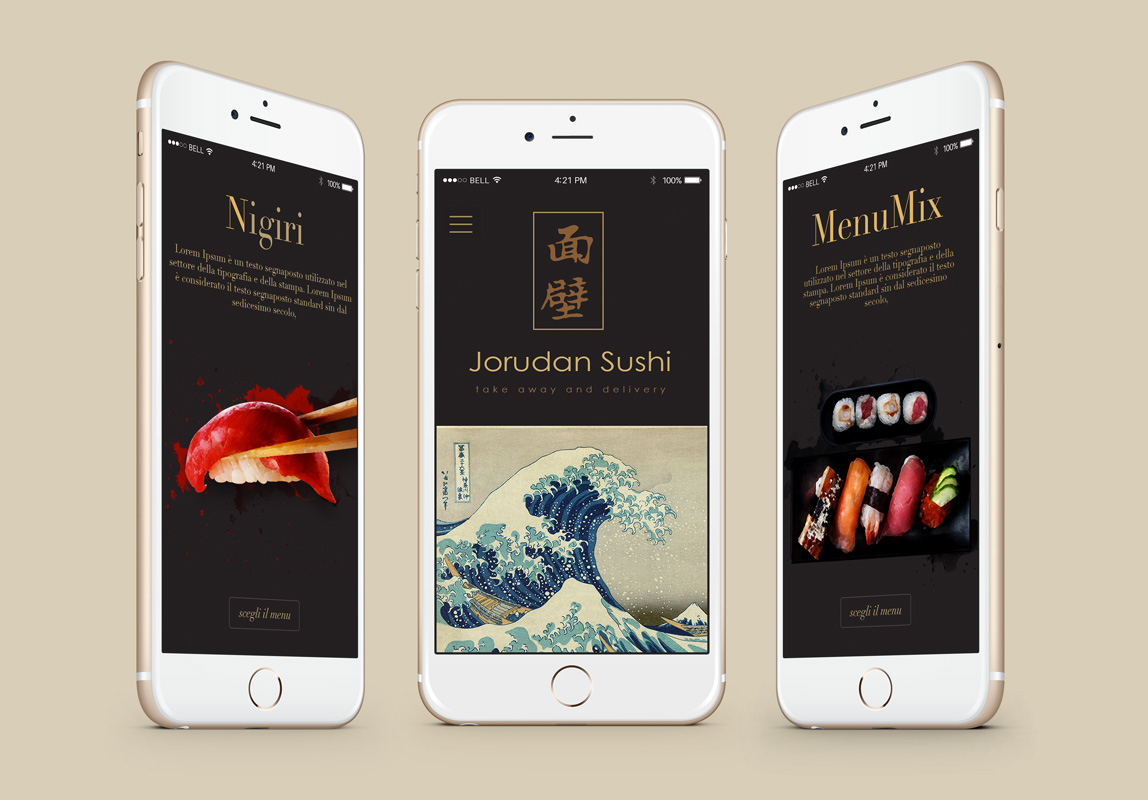 ●●●○○ BELL
4:21 PM
100%
Nigiri
Lorem Ipsum è un testo segnaposto utilizzato nel
settore della tipografia e della stampa. Lorem Ipsum
è considerato il testo segnaposto standard sin dal
sedicesimo secolo,
scegli il menu
●●●○○ BELL
4:21 PM
100%
面
壁
Jorudan Sushi
take away and delivery
●●●○○ BELL
4:21 PM
100%
MenuMix
Lorem Ipsum è un testo segnaposto
utilizzato nel settore della tipografia e della
stampa. Lorem Ipsum è considerato il testo
segnaposto standard sin dal sedicesimo
secolo,
scegli il menu